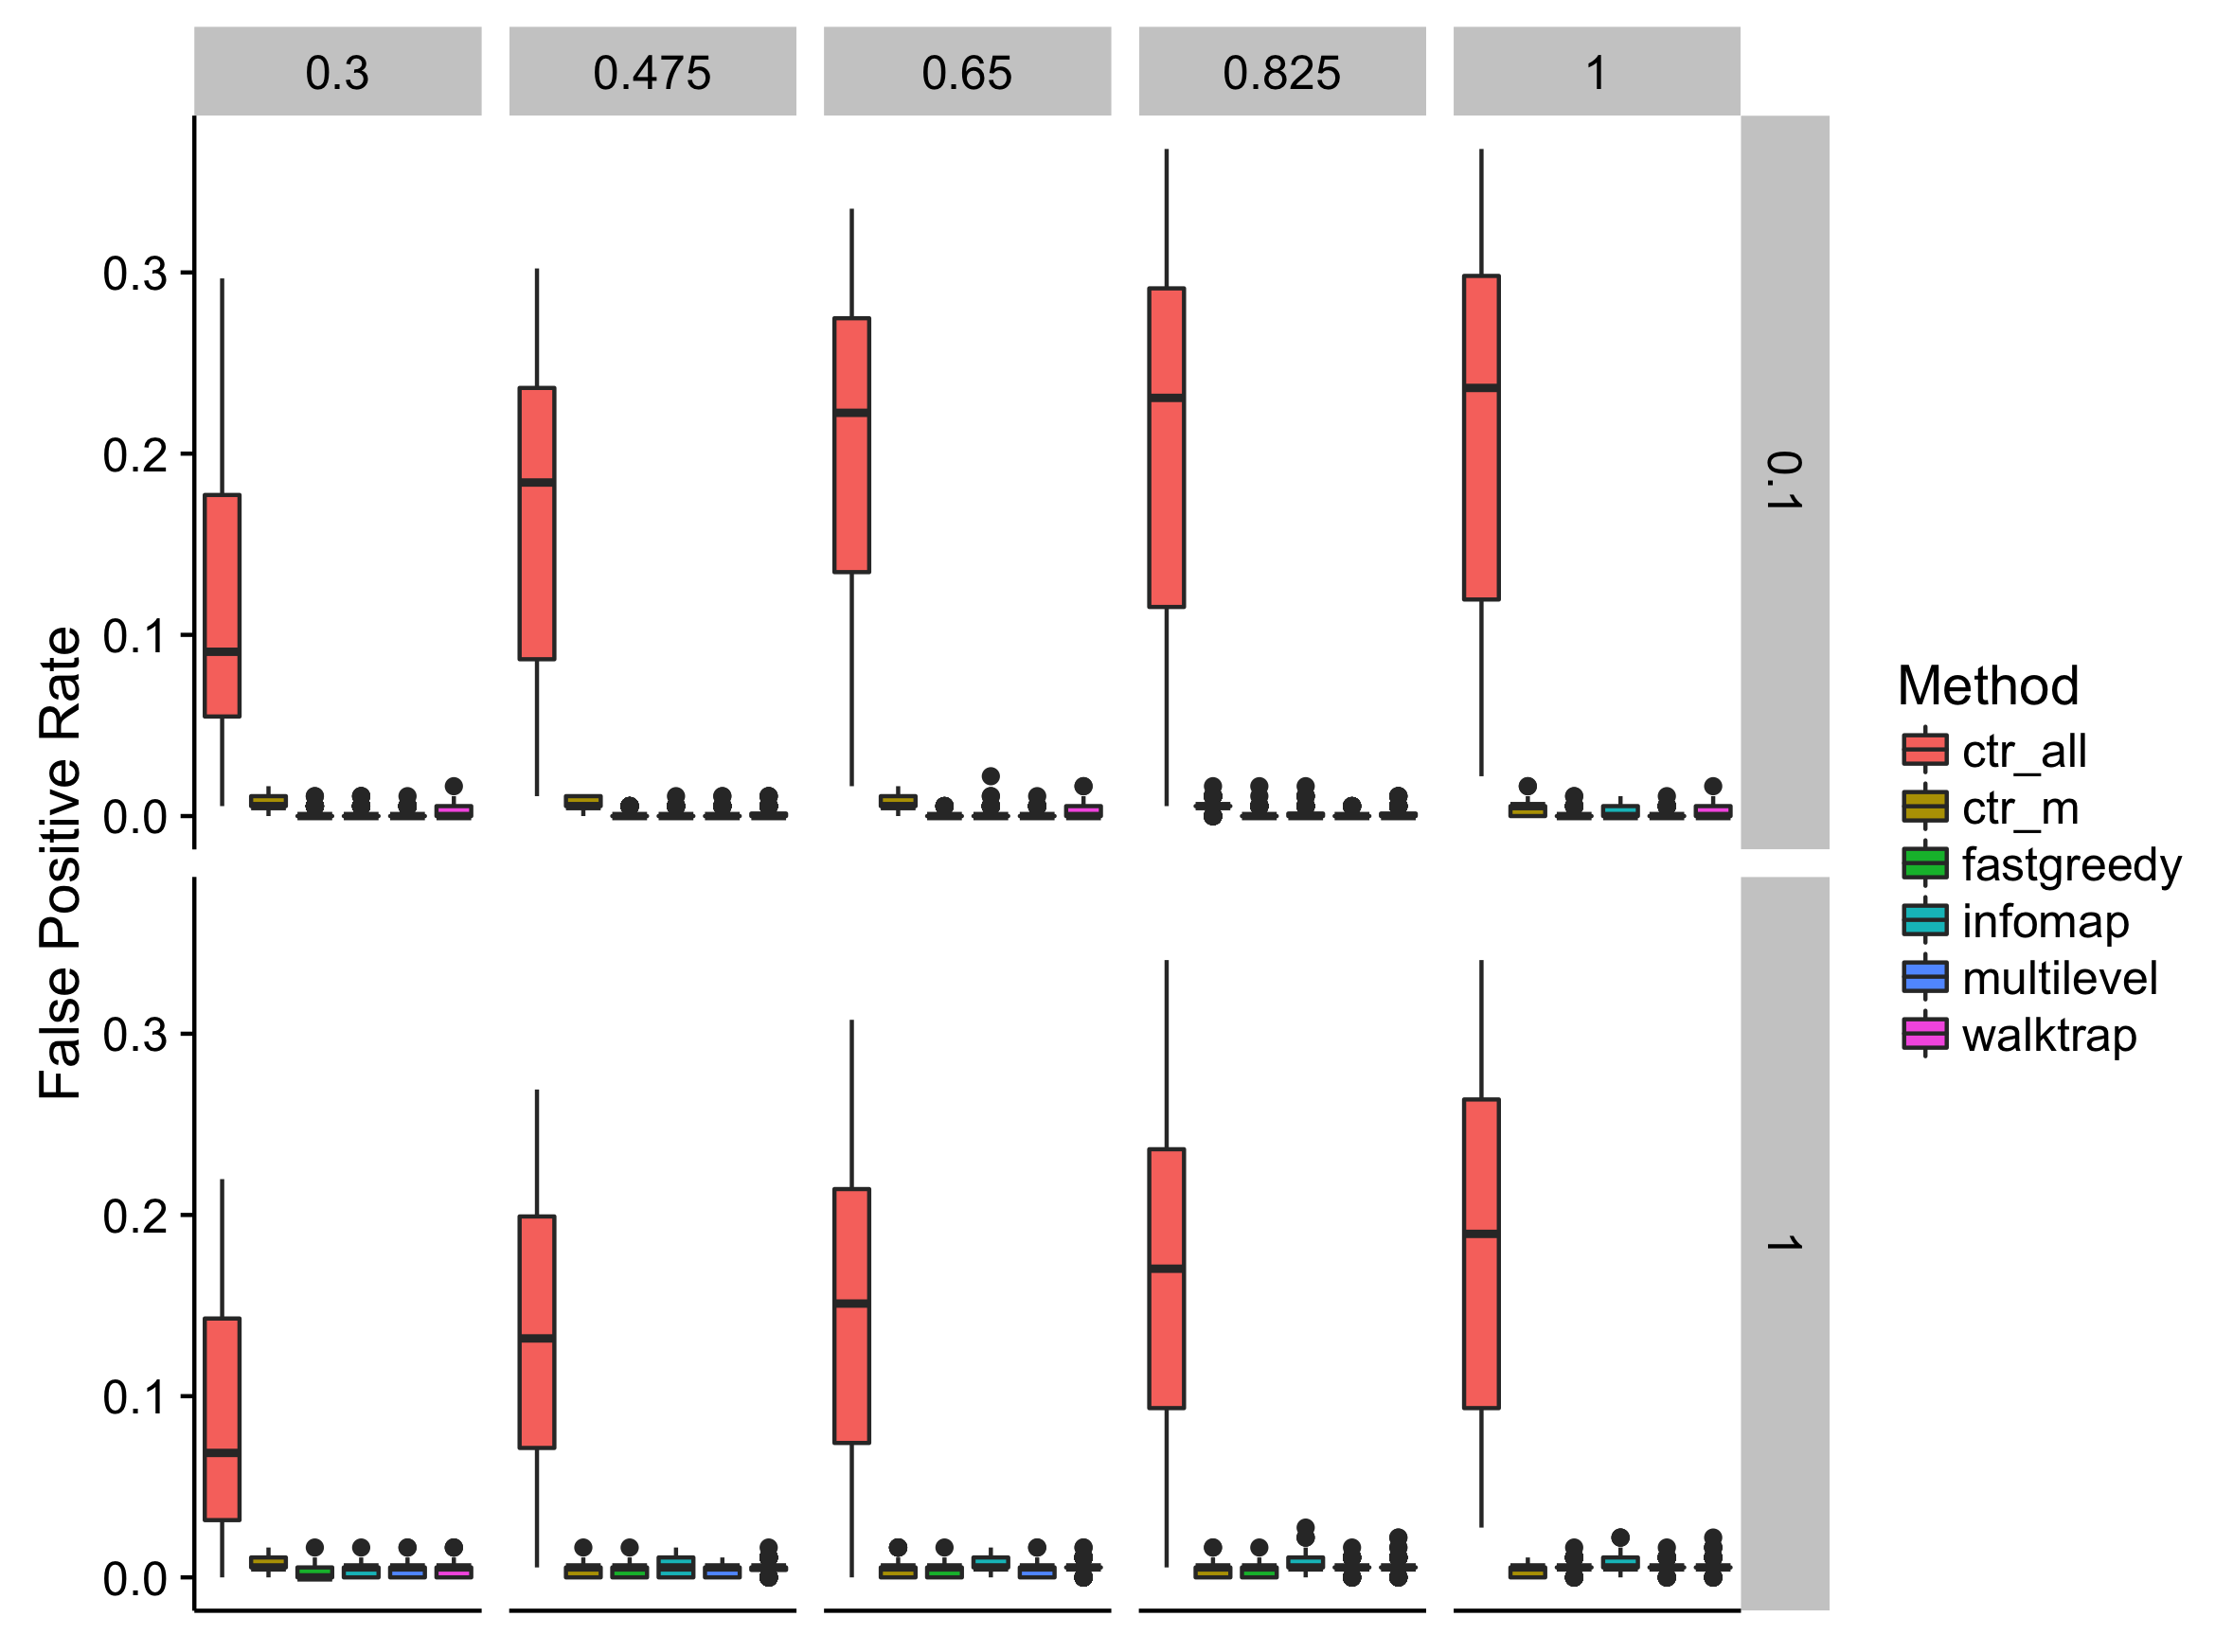 0.3 0.475 0.65 0.825 1
0.3
0.2
0.1
0.0
0.1
False Positive Rate
0.3
0.2
0.1
0.0
1
Method
ctr_all
ctr_m
fastgreedy
infomap
multilevel
walktrap